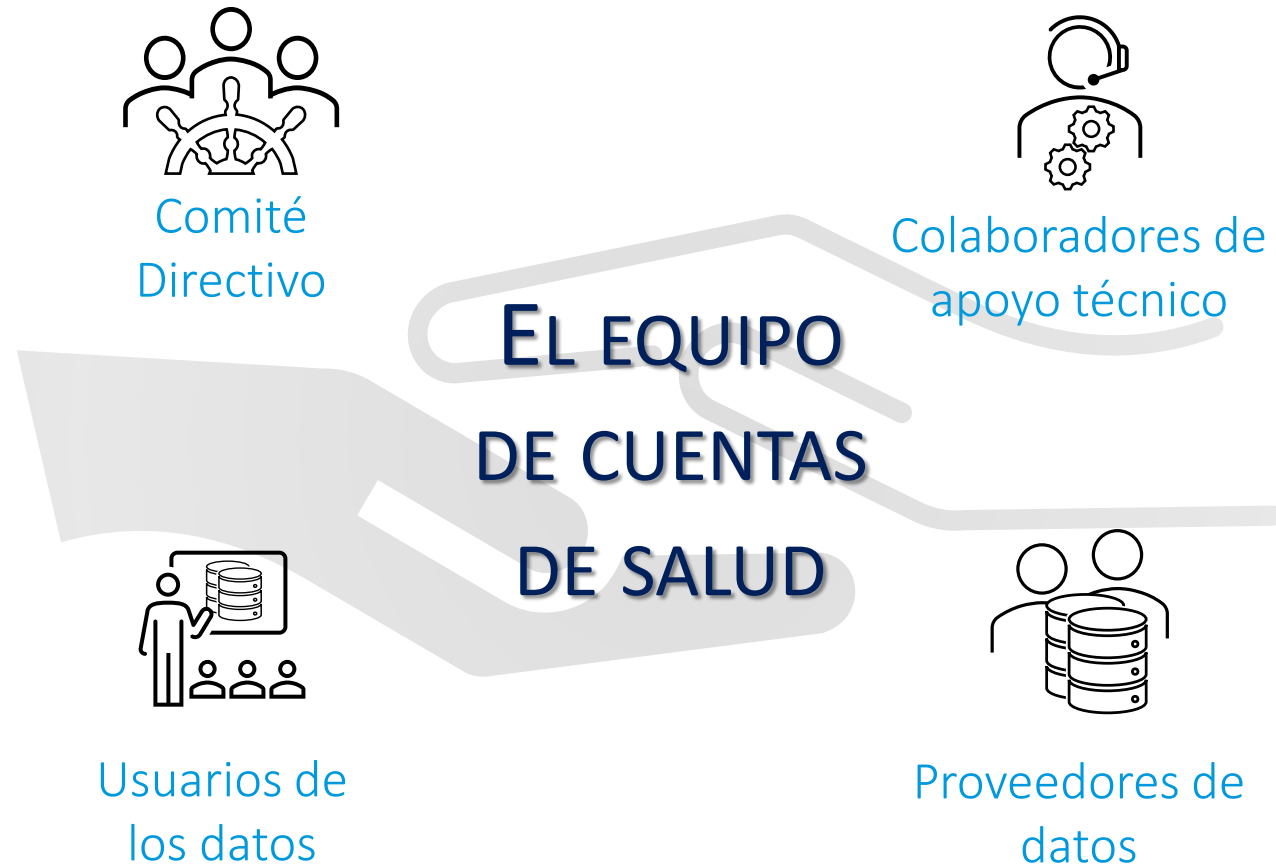 Comité
Directivo
Colaboradores de
apoyo técnico
EL EQUIPO
DE CUENTAS
DE SALUD
Usuarios de
los datos
Proveedores de
datos